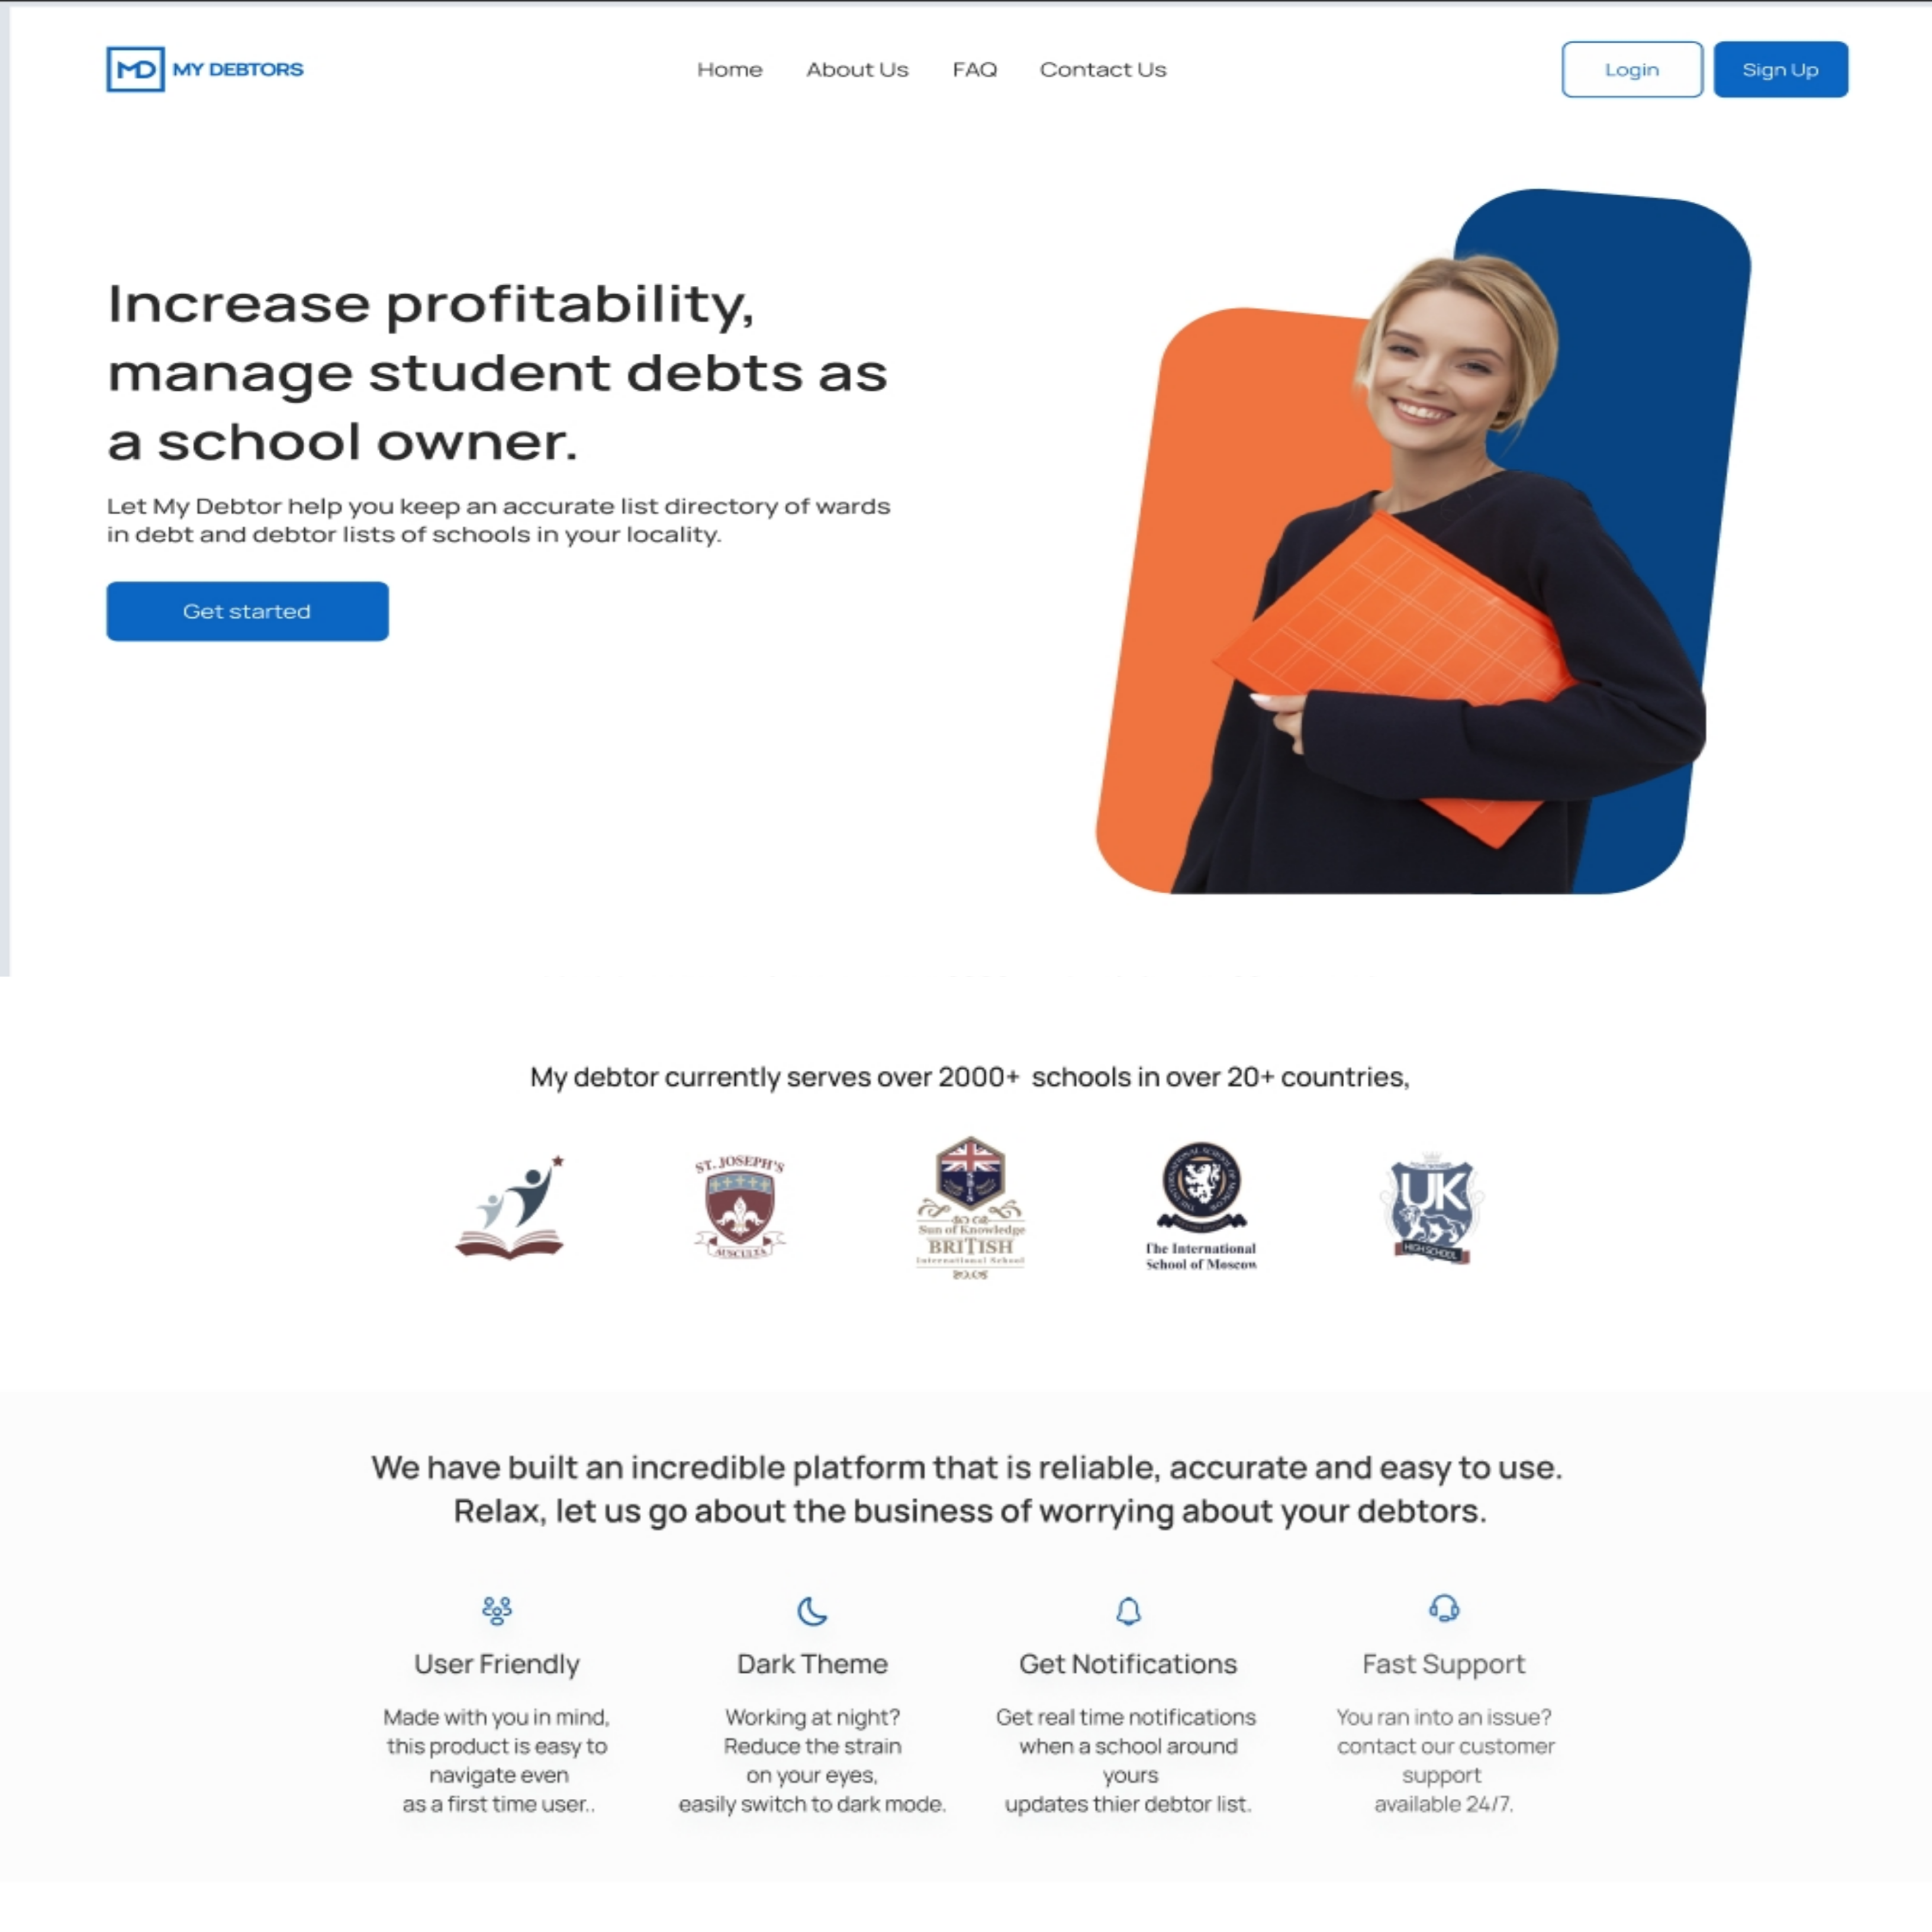 MD MY DEBTORS
Home About Us FAQ Contact Us
Login Sign Up
Increase profitability,
manage student debts as
a school owner.
Let My Debtor help you keep an accurate list directory of wards
in debt and debtor lists of schools in your locality.
Get started
My debtor currently serves over 2000+ schools in over 20+ countries,
ST. JOSEPH'S
AUSCULTA
Sun of Knowledge
BRITISH
International School
The International
School of Moscow
UK
HIGH SCHOOL
We have built an incredible platform that is reliable, accurate and easy to use.
Relax, let us go about the business of worrying about your debtors.
User Friendly
Made with you in mind,
this product is easy to
navigate even
as a first time user..
Dark Theme
Working at night?
Reduce the strain
on your eyes,
easily switch to dark mode.
Get Notifications
Get real time notifications
when a school around
yours
updates thier debtor list.
Fast Support
You ran into an issue?
contact our customer
support
available 24/7.